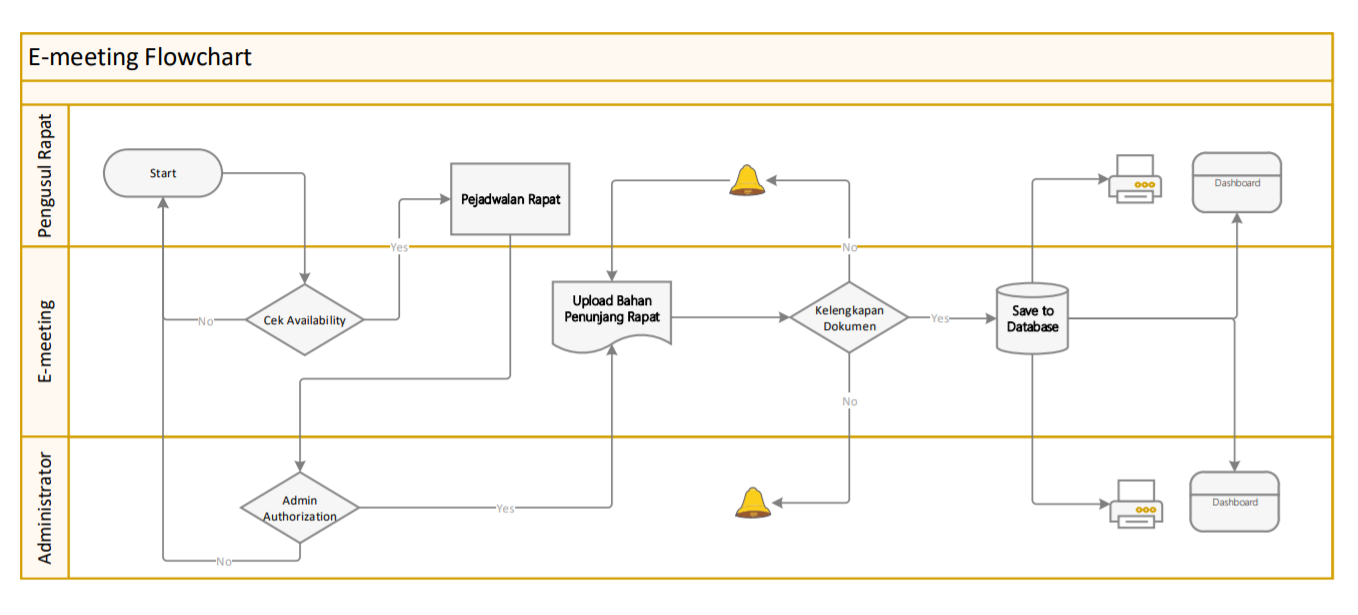 E-meeting Flowchart
Pengusul Rapat
Start
Pejadwalan Rapat
Yes
No
Dashboard
E-meeting
No
Cek Availability
Upload Bahan
Penunjang Rapat
Kelengkapan
Dokumen
Yes
Save to
Database
No
Administrator
Admin
Authorization
Yes
No
Dashboard